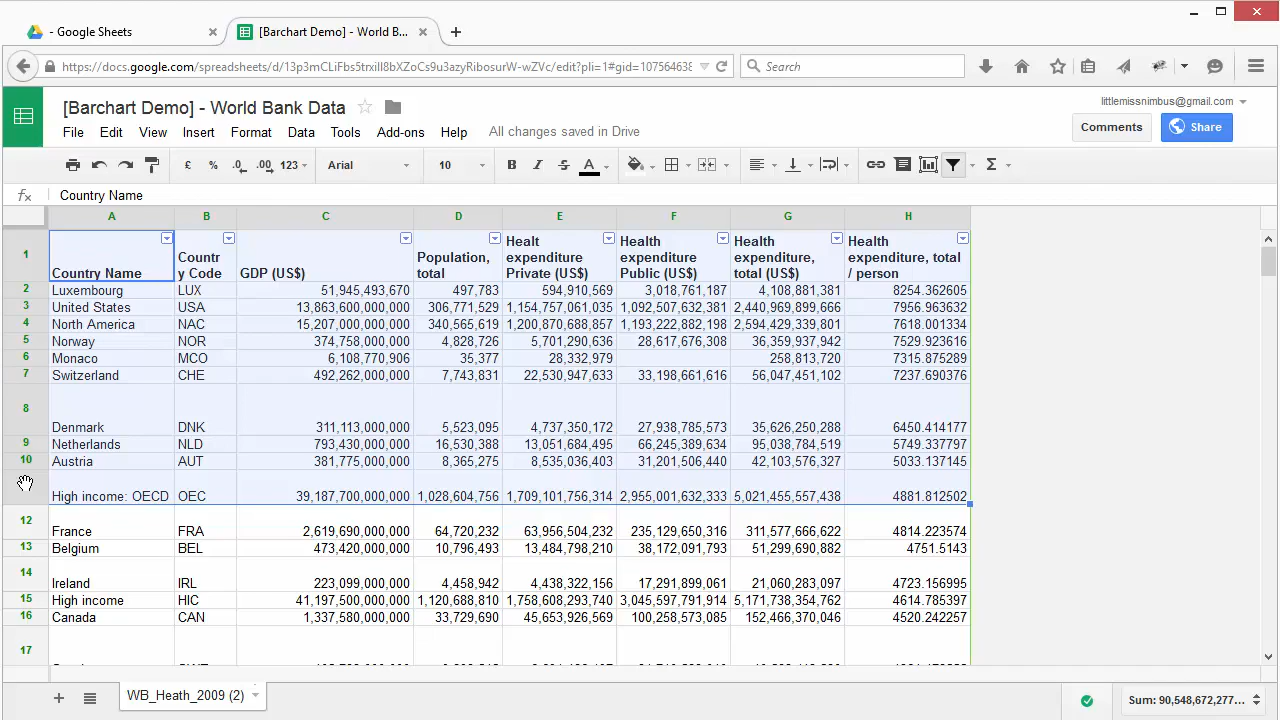 - Google Sheets
[Barchart Demo] - World B...
https://docs.google.com/spreadsheets/d/13p3mCLiFbs5trxill8bXZoCs9u3azyRibosurW-wZVc/edit?pli=1#gid=107564638
Search
[Barchart Demo] - World Bank Data
littlemissnimbus@gmail.com
File Edit View Insert Format Data Tools Add-ons Help All changes saved in Drive
Comments Share
£ % .0 .00 123 Arial 10 B I S A Σ
fx Country Name
A B C D E F G H
1 Country Name Country Code GDP (US$) Population, total Healt expenditure Private (US$) Health expenditure Public (US$) Health expenditure, total (US$) Health expenditure, total / person
2 Luxembourg LUX 51,945,493,670 497,783 594,910,569 3,018,761,187 4,108,881,381 8254.362605
3 United States USA 13,863,600,000,000 306,771,529 1,154,757,061,035 1,092,507,632,381 2,440,969,899,666 7956.963632
4 North America NAC 15,207,000,000,000 340,565,619 1,200,870,688,857 1,193,222,882,198 2,594,429,339,801 7618.001334
5 Norway NOR 374,758,000,000 4,828,726 5,701,290,636 28,617,676,308 36,359,937,942 7529.923616
6 Monaco MCO 6,108,770,906 35,377 28,332,979 258,813,720 7315.875289
7 Switzerland CHE 492,262,000,000 7,743,831 22,530,947,633 33,198,661,616 56,047,451,102 7237.690376
8 Denmark DNK 311,113,000,000 5,523,095 4,737,350,172 27,938,785,573 35,626,250,288 6450.414177
9 Netherlands NLD 793,430,000,000 16,530,388 13,051,684,495 66,245,389,634 95,038,784,519 5749.337797
10 Austria AUT 381,775,000,000 8,365,275 8,535,036,403 31,201,506,440 42,103,576,327 5033.137145
High income: OECD OEC 39,187,700,000,000 1,028,604,756 1,709,101,756,314 2,955,001,632,333 5,021,455,557,438 4881.812502
12 France FRA 2,619,690,000,000 64,720,232 63,956,504,232 235,129,650,316 311,577,666,622 4814.223574
13 Belgium BEL 473,420,000,000 10,796,493 13,484,798,210 38,172,091,793 51,299,690,882 4751.5143
14 Ireland IRL 223,099,000,000 4,458,942 4,438,322,156 17,291,899,061 21,060,283,097 4723.156995
15 High income HIC 41,197,500,000,000 1,120,688,810 1,758,608,293,740 3,045,597,791,914 5,171,738,354,762 4614.785397
16 Canada CAN 1,337,580,000,000 33,729,690 45,653,926,569 100,258,573,085 152,466,370,046 4520.242257
17
WB_Heath_2009 (2)
Sum: 90,548,672,277...